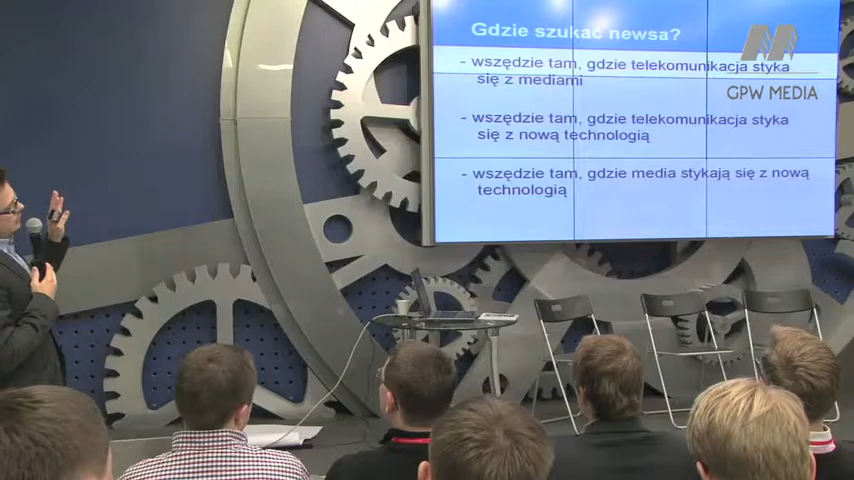 Gdzie szukać newsa?
- wszędzie tam, gdzie telekomunikacja styka
się z mediami
- wszędzie tam, gdzie telekomunikacja styka
się z nową technologią
- wszędzie tam, gdzie media stykają się z nową
technologią
GPW MEDIA